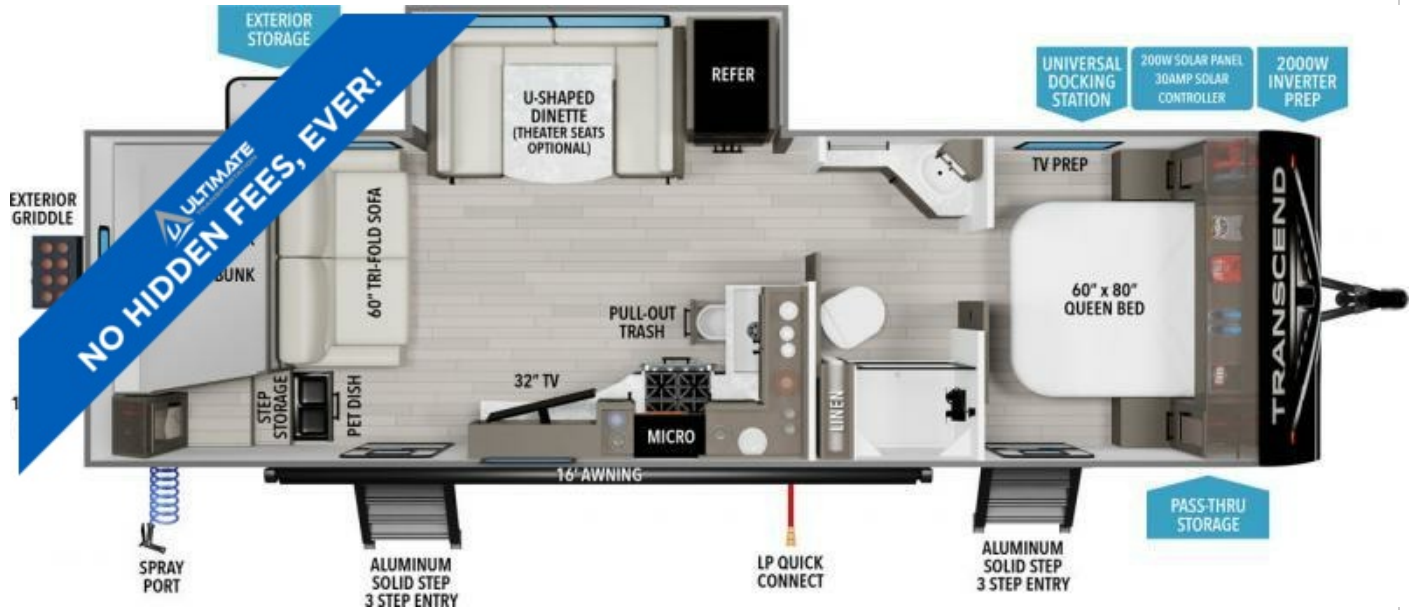 EXTERIOR
STORAGE
NO HIDDEN FEES, EVER!
ULTIMATE
U-SHAPED
DINETTE
(THEATER SEATS
OPTIONAL)
REFER
UNIVERSAL
DOCKING
STATION
200W SOLAR PANEL
30AMP SOLAR
CONTROLLER
2000W
INVERTER
PREP
EXTERIOR
GRIDDLE
BUNK
60" TRI-FOLD SOFA
TV PREP
60" x 80"
QUEEN BED
TRANSCEND
PULL-OUT
TRASH
STEP
STORAGE
PET DISH
32" TV
MICRO
LINEN
16' AWNING
SPRAY
PORT
ALUMINUM
SOLID STEP
3 STEP ENTRY
LP QUICK
CONNECT
ALUMINUM
SOLID STEP
3 STEP ENTRY
PASS-THRU
STORAGE